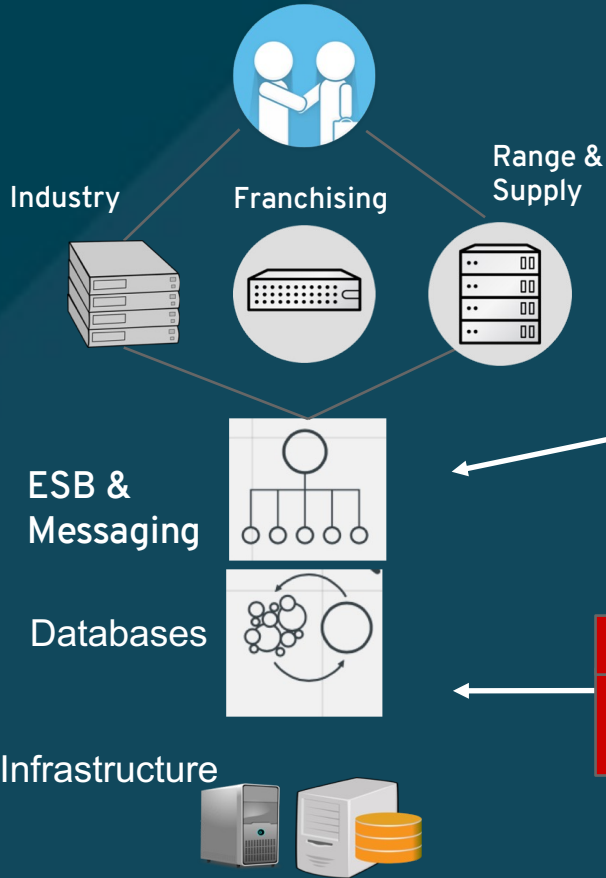 Range &
Supply
Industry
Franchising
ESB &
Messaging
Databases
Infrastructure